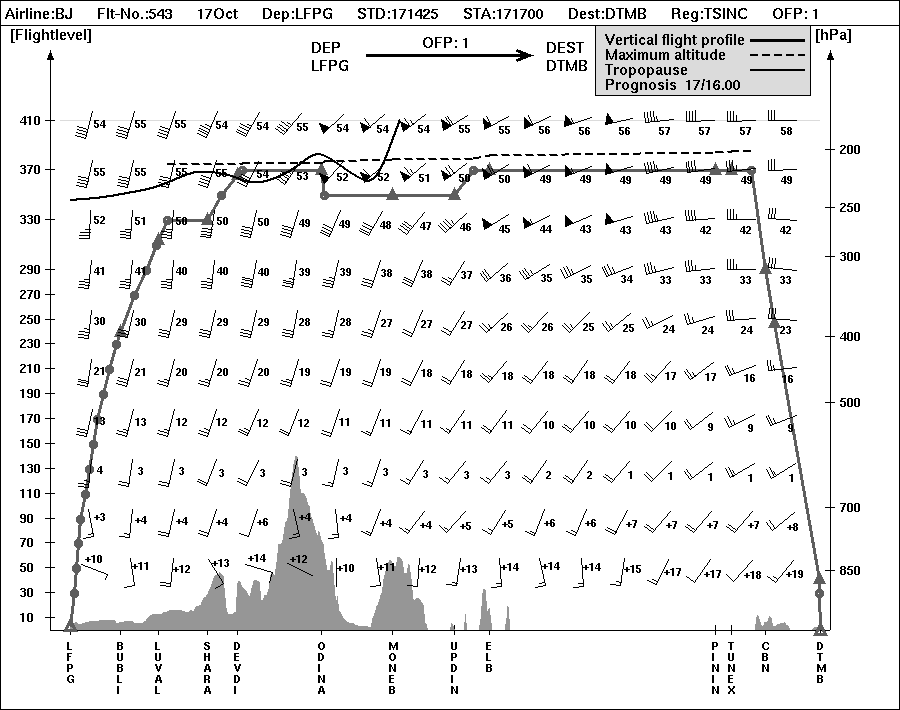 Airline:BJ Flt-No.:543 17Oct Dep:LFPG STD:171425 STA:171700 Dest:DTMB Reg:TSINC OFP: 1
[Flightlevel] [hPa]
DEP OFP: 1 DEST
LFPG DTMB
Vertical flight profile
Maximum altitude
Tropopause
Prognosis 17/16.00
410 54 55 55 54 54 55 54 54 54 55 55 56 56 56 57 57 57 58
200
370 55 55 55 55 54 53 52 52 51 50 50 49 49 49 49 49 49 49
350
250
330 52 51 50 50 50 49 49 48 47 46 45 44 43 43 43 42 42 42
300
290 41 41 40 40 40 39 39 38 38 37 36 35 35 34 33 33 33 33
270
250 30 30 29 29 29 28 28 27 27 27 26 26 25 25 24 24 24 23
230 400
210 21 21 20 20 20 19 19 19 18 18 18 18 18 18 17 17 16 16
190
500
170 13 13 12 12 12 12 11 11 11 11 11 10 10 10 10 9 9 9
150
130 4 3 3 3 3 3 3 3 3 3 3 2 2 1 1 1 1 1
110
700
90 +3 +4 +4 +4 +6 +4 +4 +4 +4 +5 +5 +6 +6 +7 +7 +7 +7 +8
70
50 +10 +11 +12 +13 +14 +12 +10 +11 +12 +13 +14 +14 +14 +15 +17 +17 +18 +19
850
30
10
LFPG
BUBLI
LUVAL
SHARA
DEVDI
ODINA
MONEB
UPDIN
ELB
PININ
TUNEX
CBN
DTMB